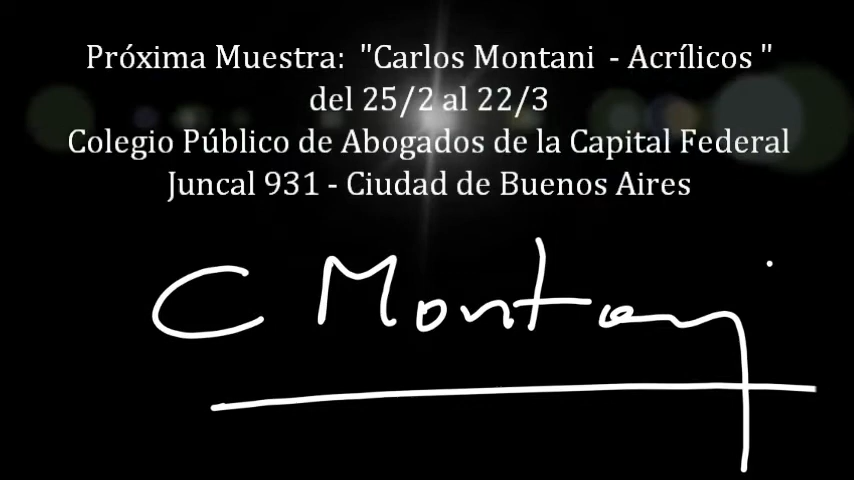 Próxima Muestra: "Carlos Montani - Acrílicos "
del 25/2 al 22/3
Colegio Público de Abogados de la Capital Federal
Juncal 931 - Ciudad de Buenos Aires
C Montani